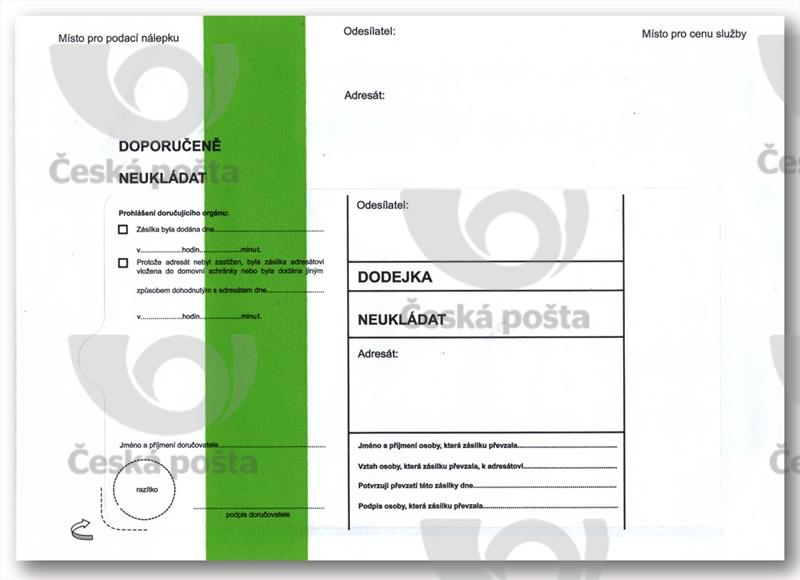 Místo pro podací nálepku
Odesílatel:
Místo pro cenu služby
Adresát:
DOPORUČENĚ
Česká pošta
NEUKLÁDAT
Prohlášení doručujícího orgánu:
Zásilka byla dodána dne
v..................hodin..................minut.
Protože adresát nebyl zastižen, byla zásilka adresátovi
vložena do domovní schránky nebo byla dodána jiným
způsobem dohodnutým s adresátem dne
v..................hodin..................minut.
Jméno a příjmení doručovatele
Česká pošta
razítko
podpis doručovatele
Odesílatel:
DODEJKA
NEUKLÁDAT
Česká pošta
Adresát:
Jméno a příjmení osoby, která zásilku převzala
Vztah osoby, která zásilku převzala, k adresátovi
Potvrzuji převzetí této zásilky dne
Podpis osoby, která zásilku převzala
Če
Če